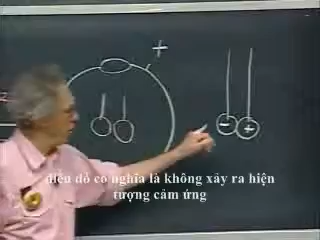 +
- +
điều đó có nghĩa là không xảy ra hiện
tượng cảm ứng